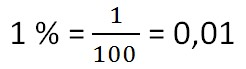 1 % = 1/100 = 0,01